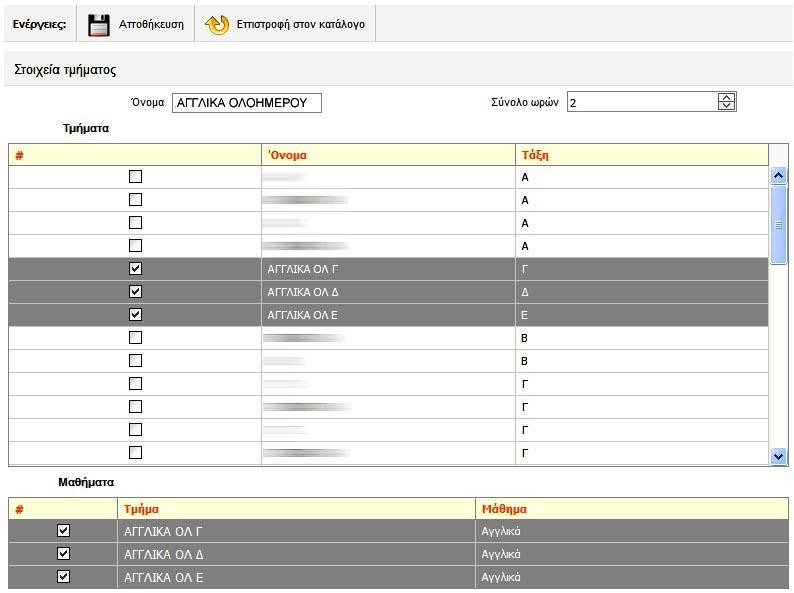 Ενέργειες: Αποθήκευση Επιστροφή στον κατάλογο
Στοιχεία τμήματος
Όνομα ΑΓΓΛΙΚΑ ΟΛΟΗΜΕΡΟΥ Σύνολο ωρών 2
Τμήματα
# Όνομα Τάξη
Α
Α
Α
Α
ΑΓΓΛΙΚΑ ΟΛ Γ Γ
ΑΓΓΛΙΚΑ ΟΛ Δ Δ
ΑΓΓΛΙΚΑ ΟΛ Ε Ε
Β
Β
Γ
Γ
Γ
Γ
Μαθήματα
# Τμήμα Μάθημα
ΑΓΓΛΙΚΑ ΟΛ Γ Αγγλικά
ΑΓΓΛΙΚΑ ΟΛ Δ Αγγλικά
ΑΓΓΛΙΚΑ ΟΛ Ε Αγγλικά